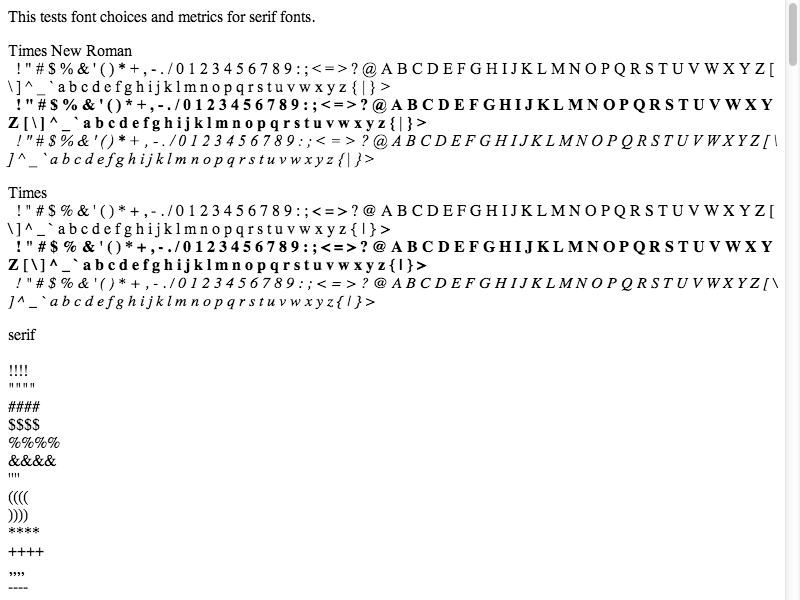 This tests font choices and metrics for serif fonts.
Times New Roman
! " # $ % & ' ( ) * + , - . / 0 1 2 3 4 5 6 7 8 9 : ; < = > ? @ A B C D E F G H I J K L M N O P Q R S T U V W X Y Z [
\ ] ^ _ ` a b c d e f g h i j k l m n o p q r s t u v w x y z { | } >
! " # $ % & ' ( ) * + , - . / 0 1 2 3 4 5 6 7 8 9 : ; < = > ? @ A B C D E F G H I J K L M N O P Q R S T U V W X Y
Z [ \ ] ^ _ ` a b c d e f g h i j k l m n o p q r s t u v w x y z { | } >
! " # $ % & ' ( ) * + , - . / 0 1 2 3 4 5 6 7 8 9 : ; < = > ? @ A B C D E F G H I J K L M N O P Q R S T U V W X Y Z [ \
] ^ _ ` a b c d e f g h i j k l m n o p q r s t u v w x y z { | } >
Times
! " # $ % & ' ( ) * + , - . / 0 1 2 3 4 5 6 7 8 9 : ; < = > ? @ A B C D E F G H I J K L M N O P Q R S T U V W X Y Z [
\ ] ^ _ ` a b c d e f g h i j k l m n o p q r s t u v w x y z { | } >
! " # $ % & ' ( ) * + , - . / 0 1 2 3 4 5 6 7 8 9 : ; < = > ? @ A B C D E F G H I J K L M N O P Q R S T U V W X Y
Z [ \ ] ^ _ ` a b c d e f g h i j k l m n o p q r s t u v w x y z { | } >
! " # $ % & ' ( ) * + , - . / 0 1 2 3 4 5 6 7 8 9 : ; < = > ? @ A B C D E F G H I J K L M N O P Q R S T U V W X Y Z [ \
] ^ _ ` a b c d e f g h i j k l m n o p q r s t u v w x y z { | } >
serif
!!!!
""""
####
$$$$
%%%%
&&&&
''''
((((
))))
****
++++
,,,,
----